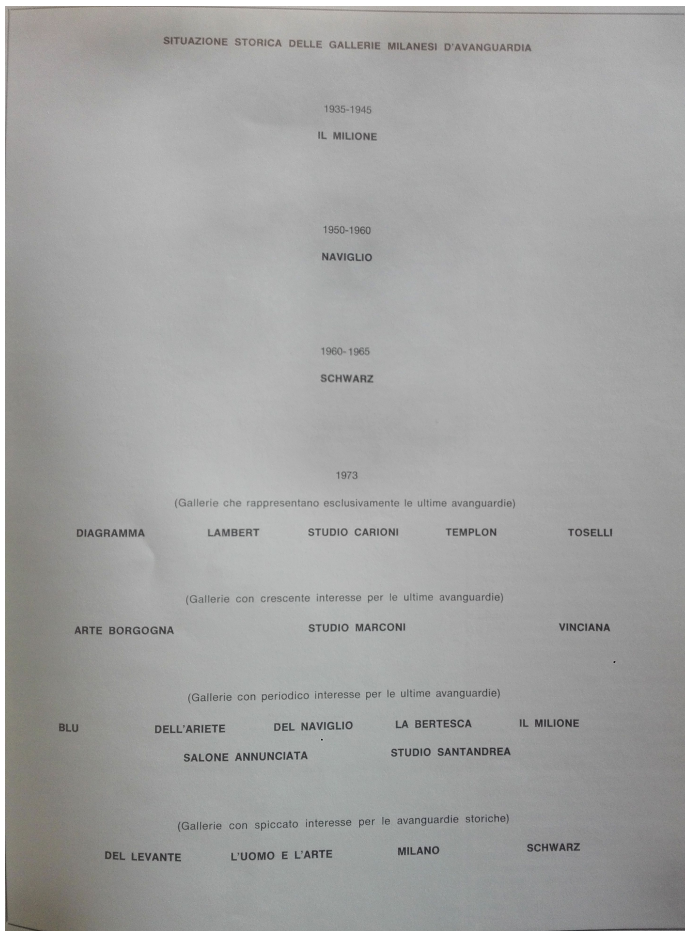 SITUAZIONE STORICA DELLE GALLERIE MILANESI D'AVANGUARDIA
1935-1945
IL MILIONE
1950-1960
NAVIGLIO
1960-1965
SCHWARZ
1973
(Gallerie che rappresentano esclusivamente le ultime avanguardie)
DIAGRAMMA LAMBERT STUDIO CARIONI TEMPLON TOSELLI
(Gallerie con crescente interesse per le ultime avanguardie)
ARTE BORGOGNA STUDIO MARCONI VINCIANA
(Gallerie con periodico interesse per le ultime avanguardie)
BLU DELL'ARIETE DEL NAVIGLIO LA BERTESCA IL MILIONE
SALONE ANNUNCIATA STUDIO SANTANDREA
(Gallerie con spiccato interesse per le avanguardie storiche)
DEL LEVANTE L'UOMO E L'ARTE MILANO SCHWARZ